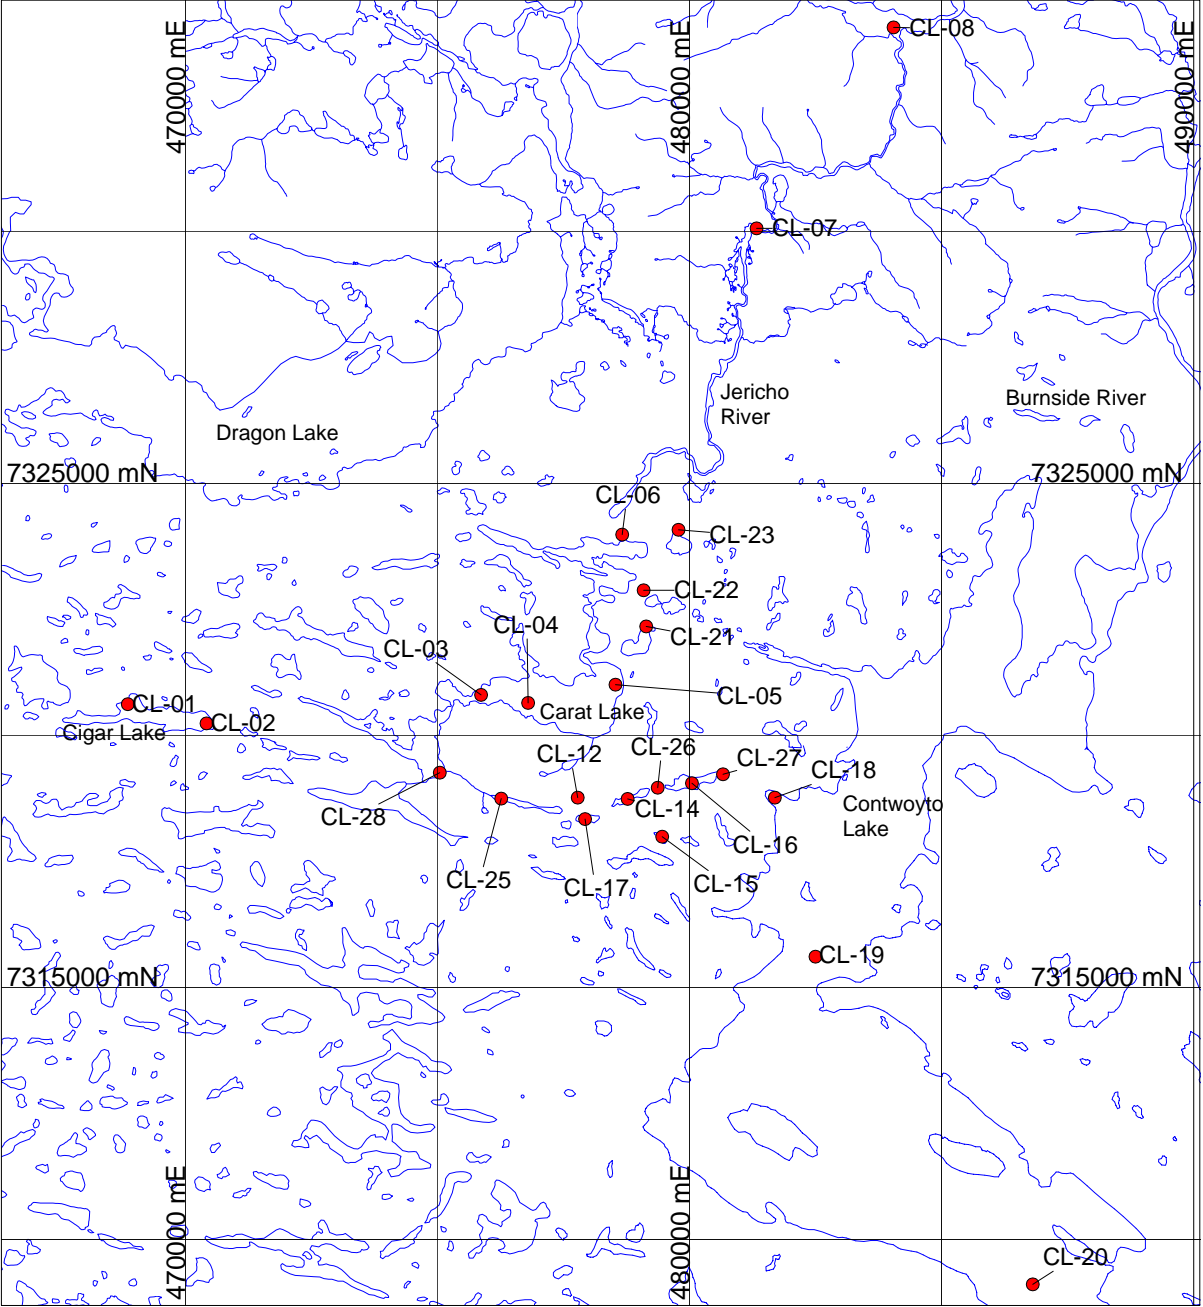 470000 mE
480000 mE
490000 mE
CL-08
CL-07
Jericho
River
Burnside River
Dragon Lake
7325000 mN
7325000 mN
CL-06
CL-23
CL-22
CL-04
CL-21
CL-03
CL-05
CL-01
Carat Lake
CL-02
Cigar Lake
CL-12
CL-26
CL-27
CL-18
CL-28
CL-14
Contwoyto
Lake
CL-16
CL-25
CL-17
CL-15
CL-19
7315000 mN
7315000 mN
470000 mE
480000 mE
CL-20